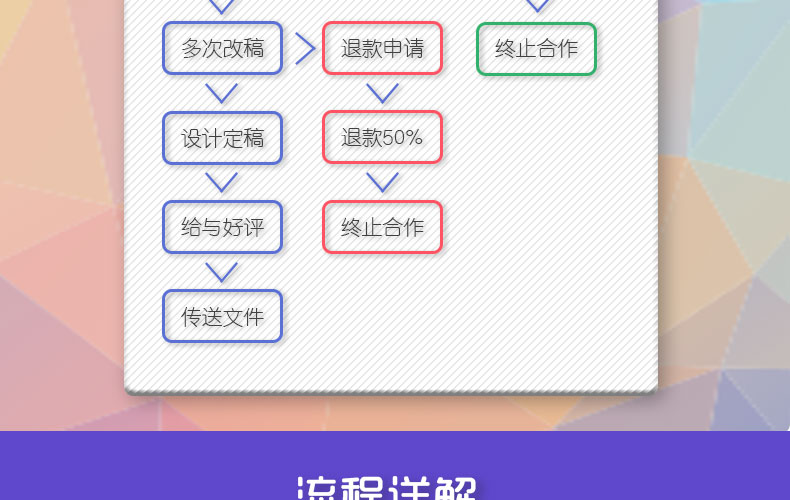 多次改稿 退款申请 终止合作
设计定稿 退款50%
给与好评 终止合作
传送文件
流程详解